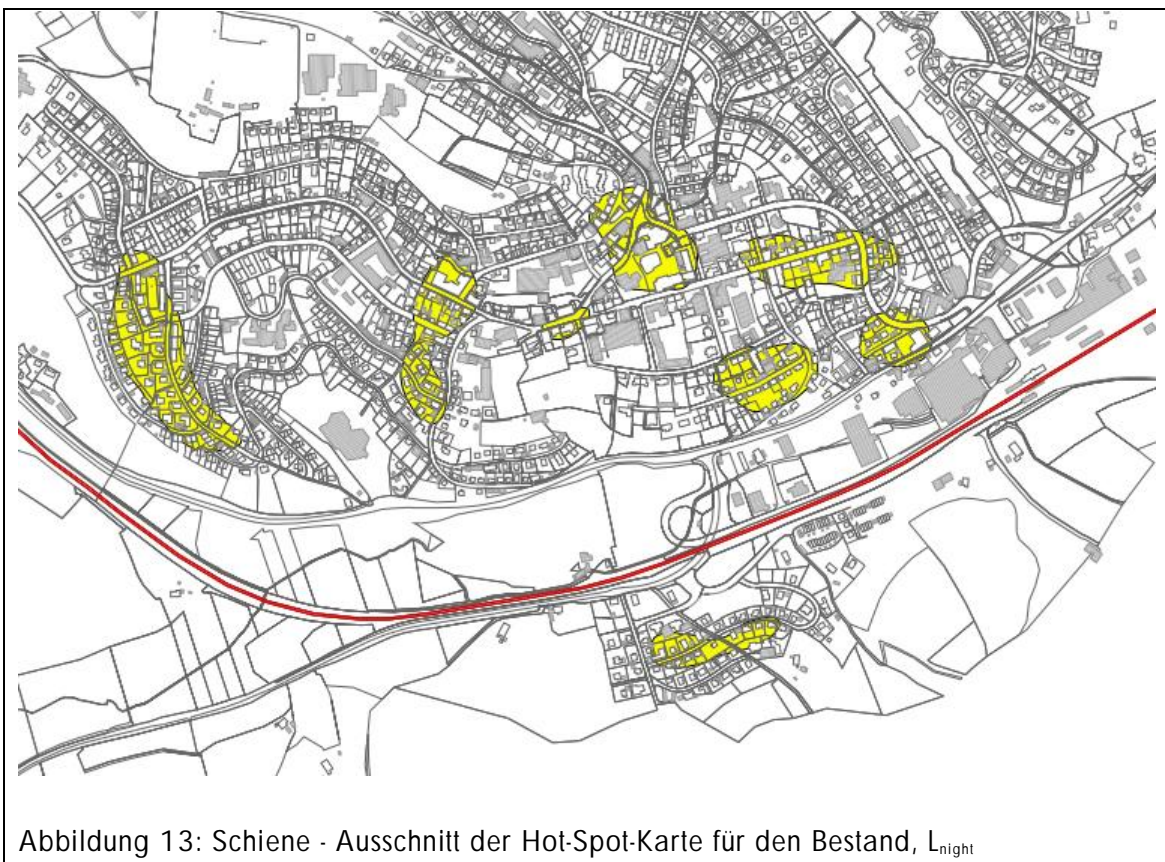 Abbildung 13: Schiene - Ausschnitt der Hot-Spot-Karte für den Bestand, Lnight